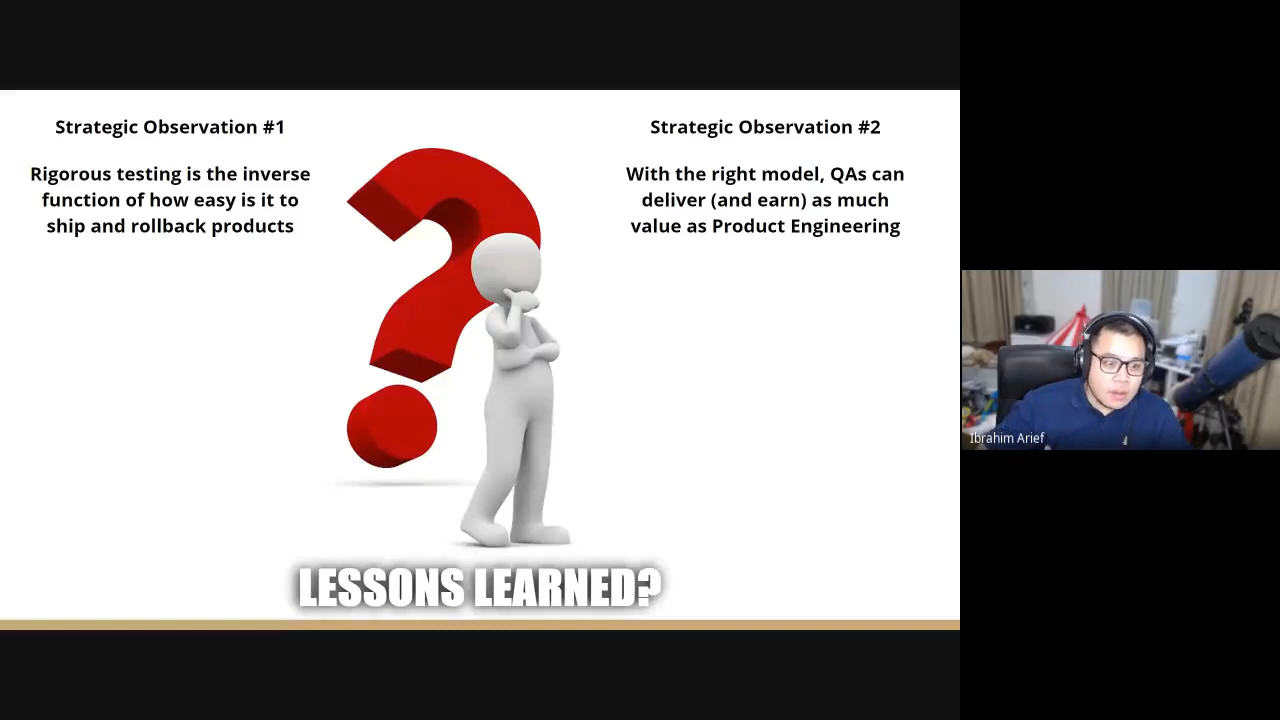 Strategic Observation #1
Rigorous testing is the inverse
function of how easy is it to
ship and rollback products
Strategic Observation #2
With the right model, QAs can
deliver (and earn) as much
value as Product Engineering
LESSONS LEARNED?
Ibrahim Arief